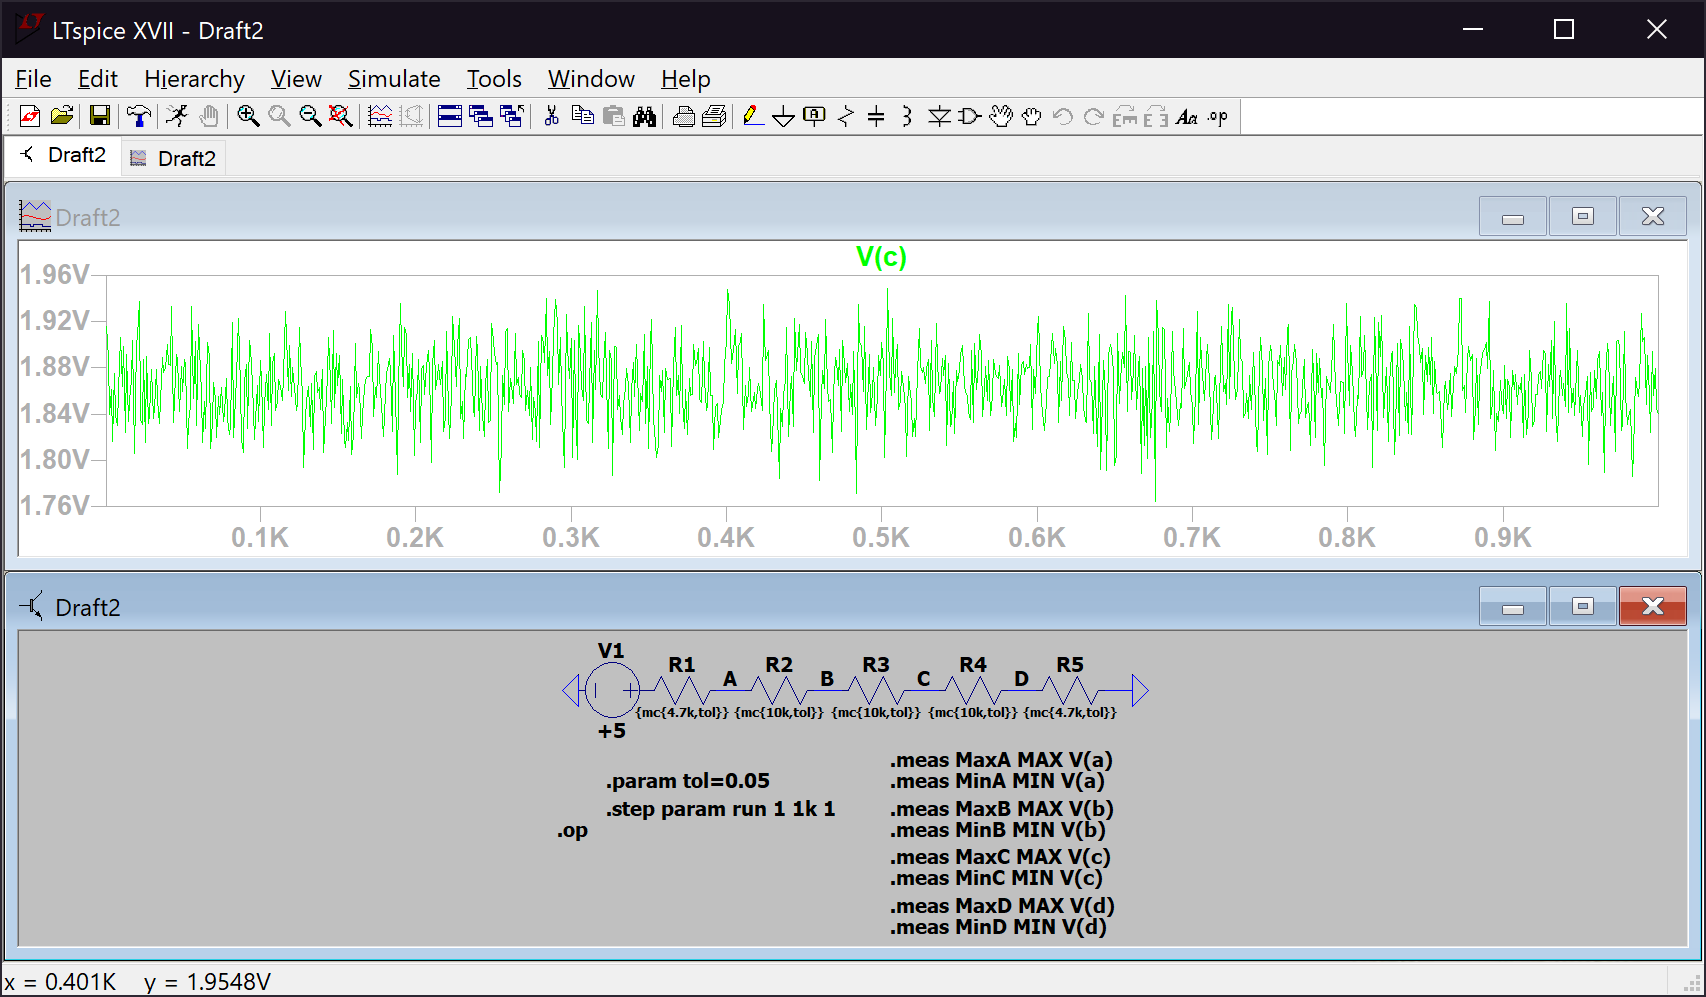 LTspice XVII - Draft2
File Edit Hierarchy View Simulate Tools Window Help
Draft2 Draft2
Draft2
V(c)
1.96V
1.92V
1.88V
1.84V
1.80V
1.76V
0.1K 0.2K 0.3K 0.4K 0.5K 0.6K 0.7K 0.8K 0.9K
Draft2
V1
R1 R2 R3 R4 R5
A B C D
{mc{4.7k,tol}} {mc{10k,tol}} {mc{10k,tol}} {mc{10k,tol}} {mc{4.7k,tol}}
+5
.param tol=0.05
.step param run 1 1k 1
.op
.meas MaxA MAX V(a)
.meas MinA MIN V(a)
.meas MaxB MAX V(b)
.meas MinB MIN V(b)
.meas MaxC MAX V(c)
.meas MinC MIN V(c)
.meas MaxD MAX V(d)
.meas MinD MIN V(d)
x = 0.401K y = 1.9548V